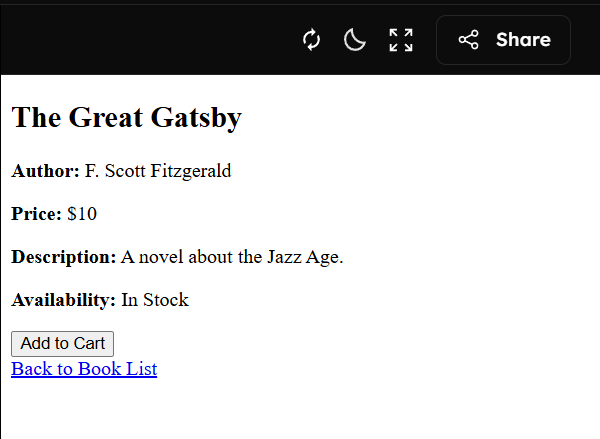 Share
The Great Gatsby
Author: F. Scott Fitzgerald
Price: $10
Description: A novel about the Jazz Age.
Availability: In Stock
Add to Cart
Back to Book List